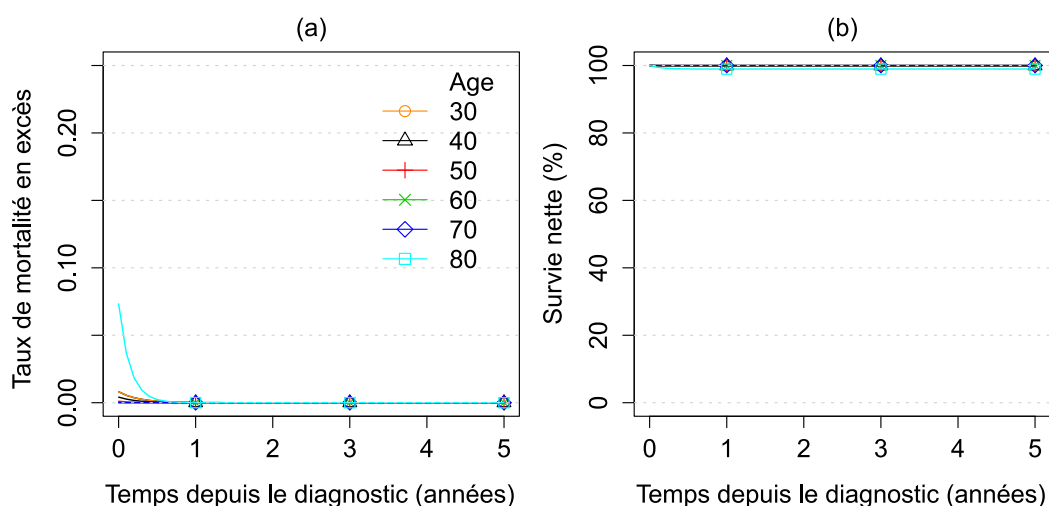 (a)
Taux de mortalité en excès
0.00
0.10
0.20
Age
30
40
50
60
70
80
0 1 3 4 5
Temps depuis le diagnostic (années)
(b)
Survie nette (%)
100
80
60
40
20
0
0 1 2 3 4 5
Temps depuis le diagnostic (années)